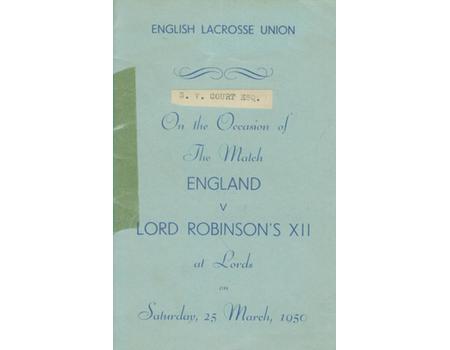 ENGLISH LACROSSE UNION
S. V. COURT ESQ.
On the Occasion of
The Match
ENGLAND
v
LORD ROBINSON'S XII
at Lords
on
Saturday, 25 March, 1950